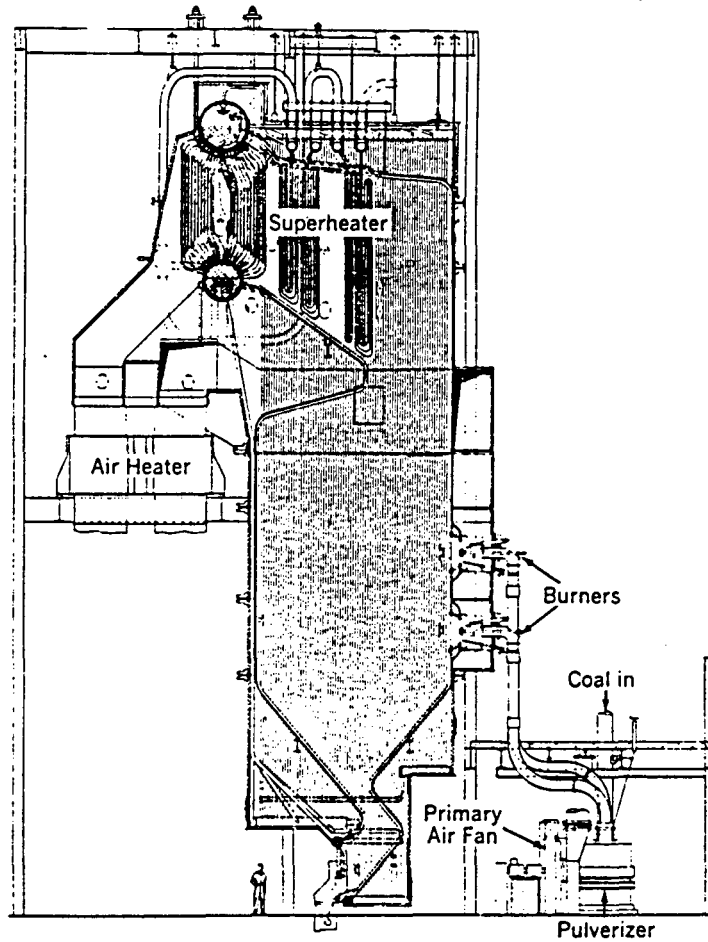 Superheater
Air Heater
Burners
Coal in
Primary
Air Fan
Pulverizer